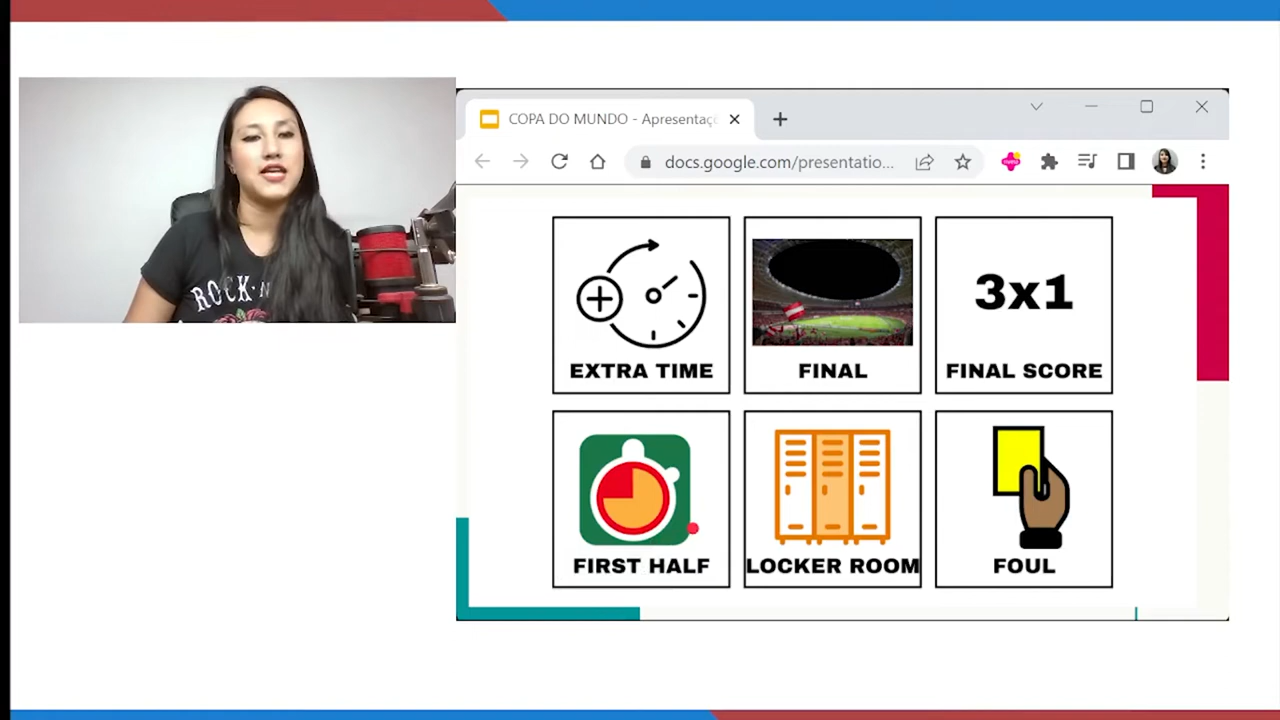 COPA DO MUNDO - Apresentaç
docs.google.com/presentatio...
ROCK
EXTRA TIME
FINAL
3x1
FINAL SCORE
FIRST HALF
LOCKER ROOM
FOUL